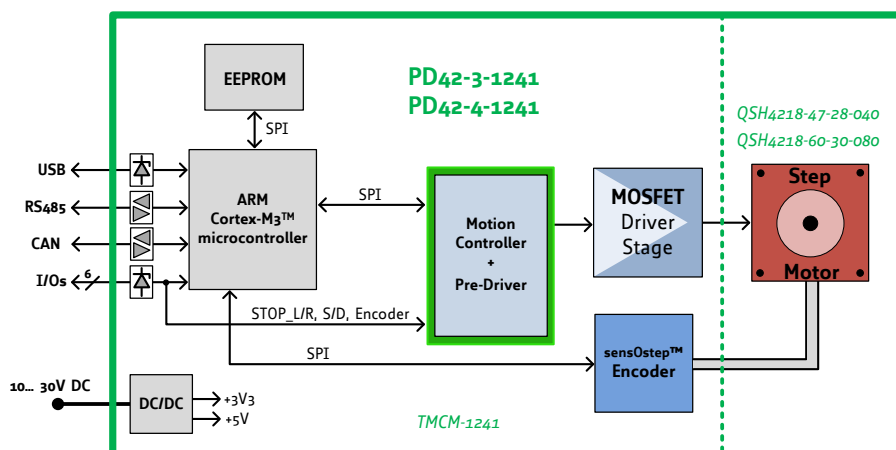 EEPROM
PD42-3-1241
PD42-4-1241
QSH4218-47-28-040
QSH4218-60-30-080
SPI
USB
RS485
CAN
I/Os
6
ARM
Cortex-M3™
microcontroller
SPI
Motion
Controller
+
Pre-Driver
MOSFET
Driver
Stage
Step
Motor
STOP_L/R, S/D, Encoder
SPI
sensOstep™
Encoder
10... 30V DC
DC/DC
+3V3
+5V
TMCM-1241